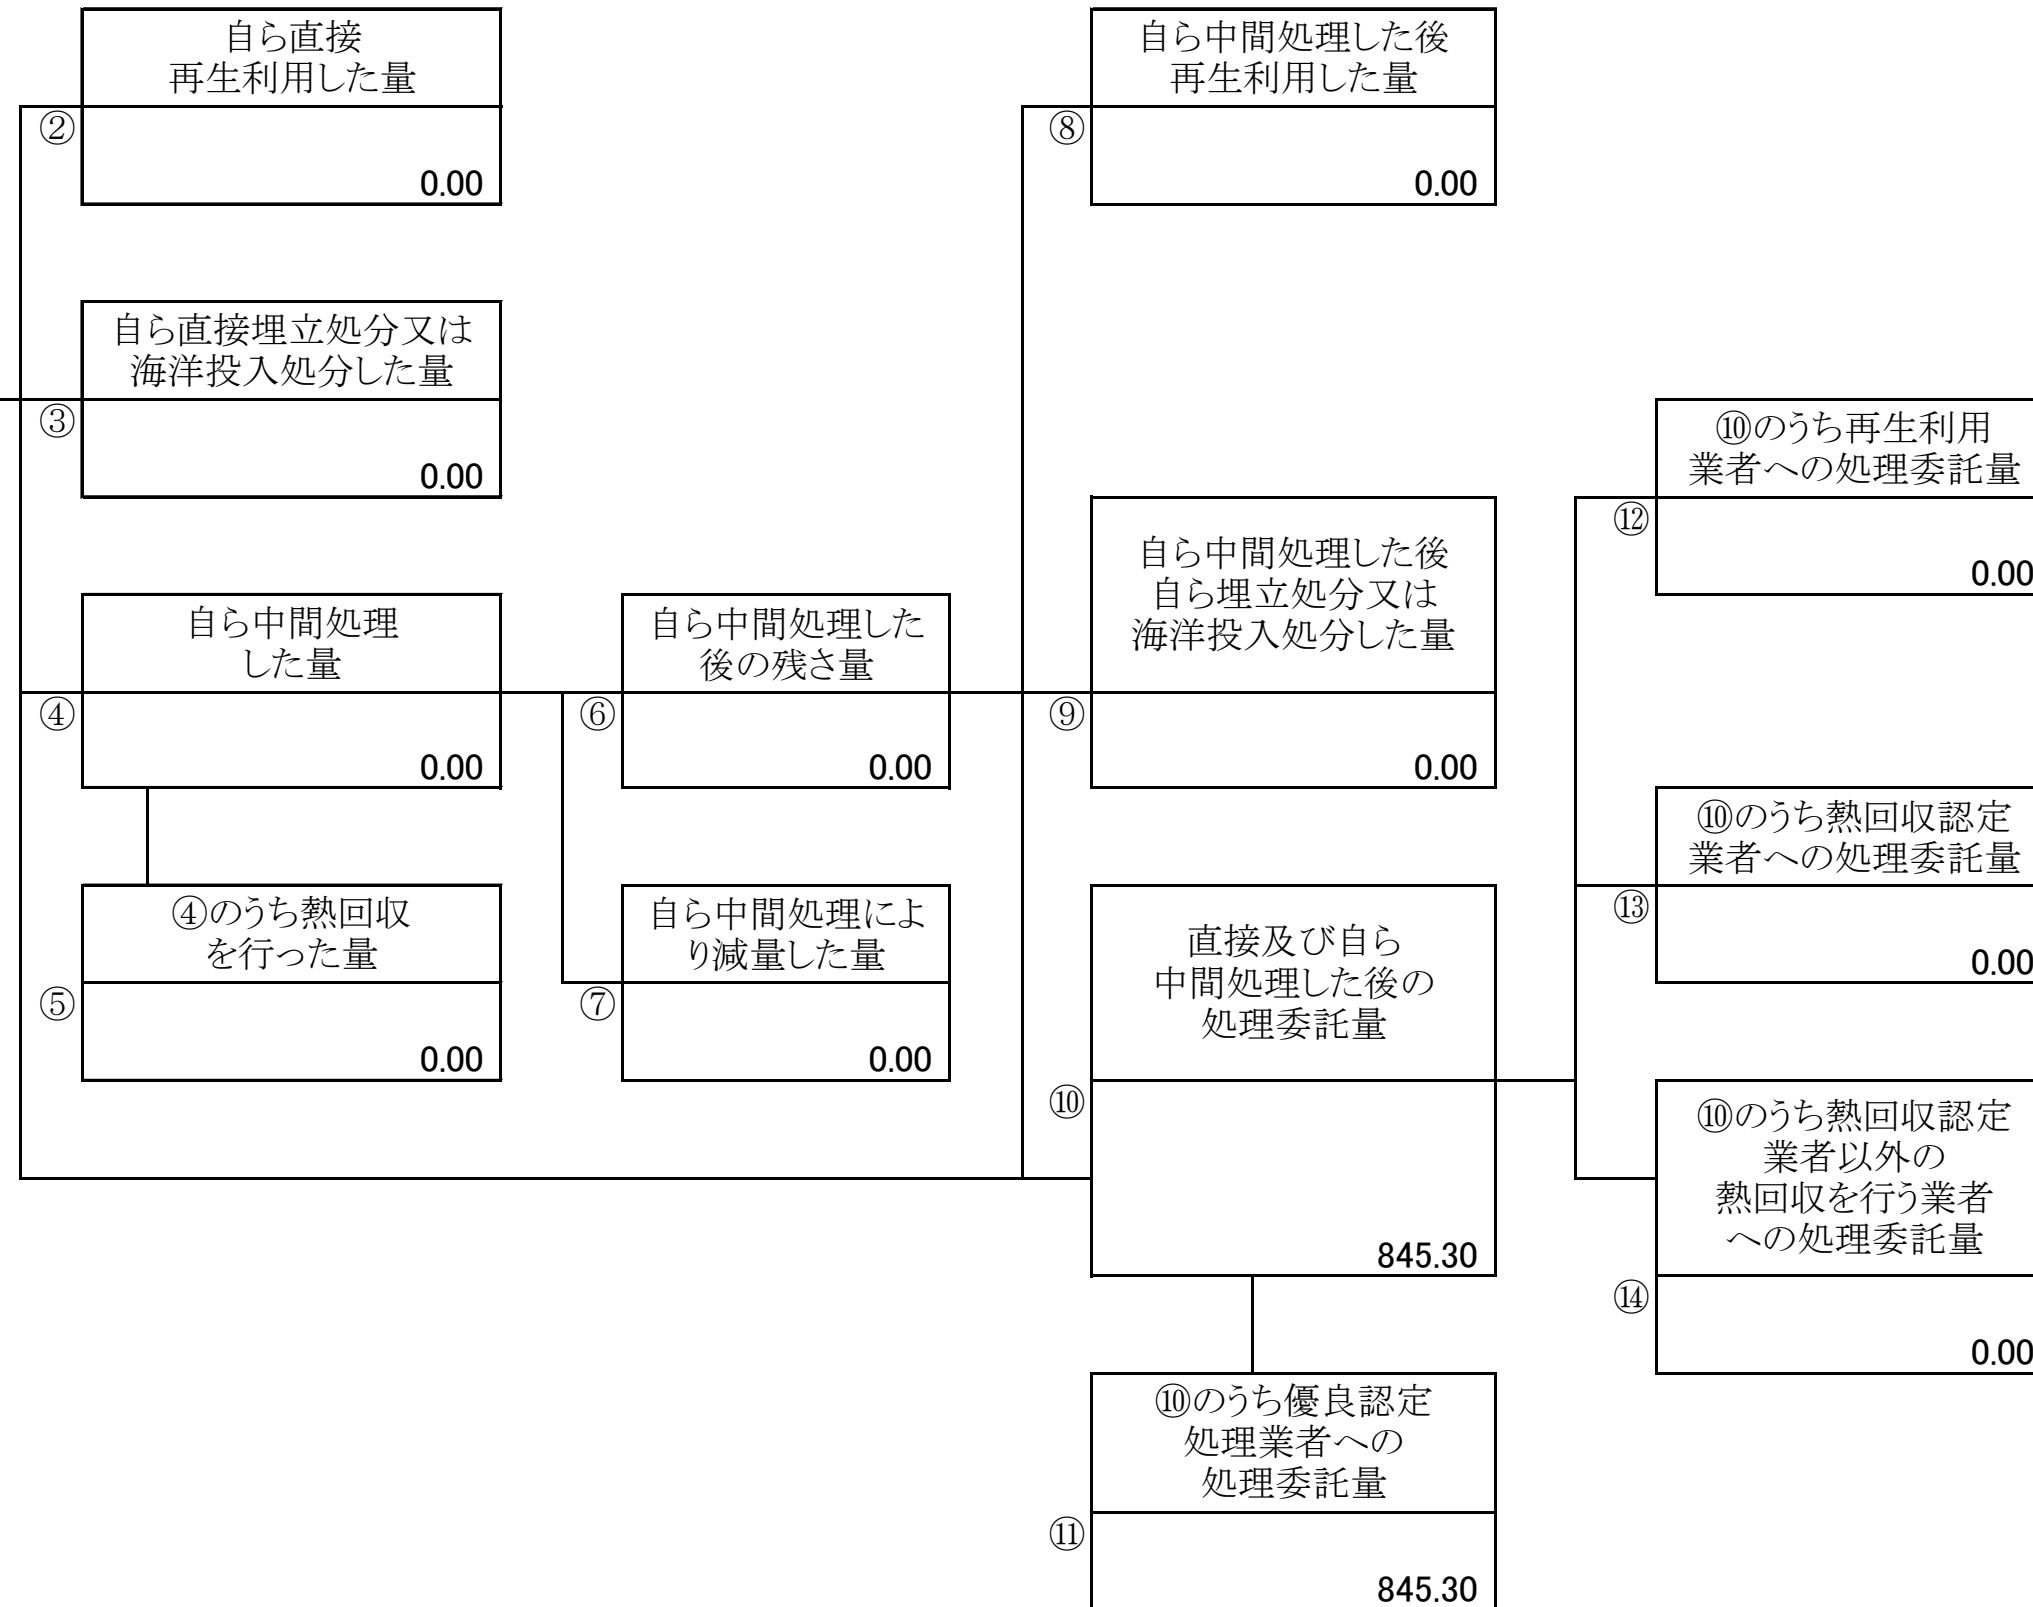 自ら直接
再生利用した量
②
0.00
自ら中間処理した後
再生利用した量
⑧
0.00
自ら直接埋立処分又は
海洋投入処分した量
③
0.00
⑩のうち再生利用
業者への処理委託量
⑫
0.00
自ら中間処理した後
自ら埋立処分又は
海洋投入処分した量
⑨
0.00
自ら中間処理
した量
④
0.00
自ら中間処理した
後の残さ量
⑥
0.00
⑩のうち熱回収認定
業者への処理委託量
⑬
0.00
④のうち熱回収
を行った量
⑤
0.00
自ら中間処理によ
り減量した量
⑦
0.00
直接及び自ら
中間処理した後の
処理委託量
⑩
845.30
⑩のうち熱回収認定
業者以外の
熱回収を行う業者
への処理委託量
⑭
0.00
⑩のうち優良認定
処理業者への
処理委託量
⑪
845.30